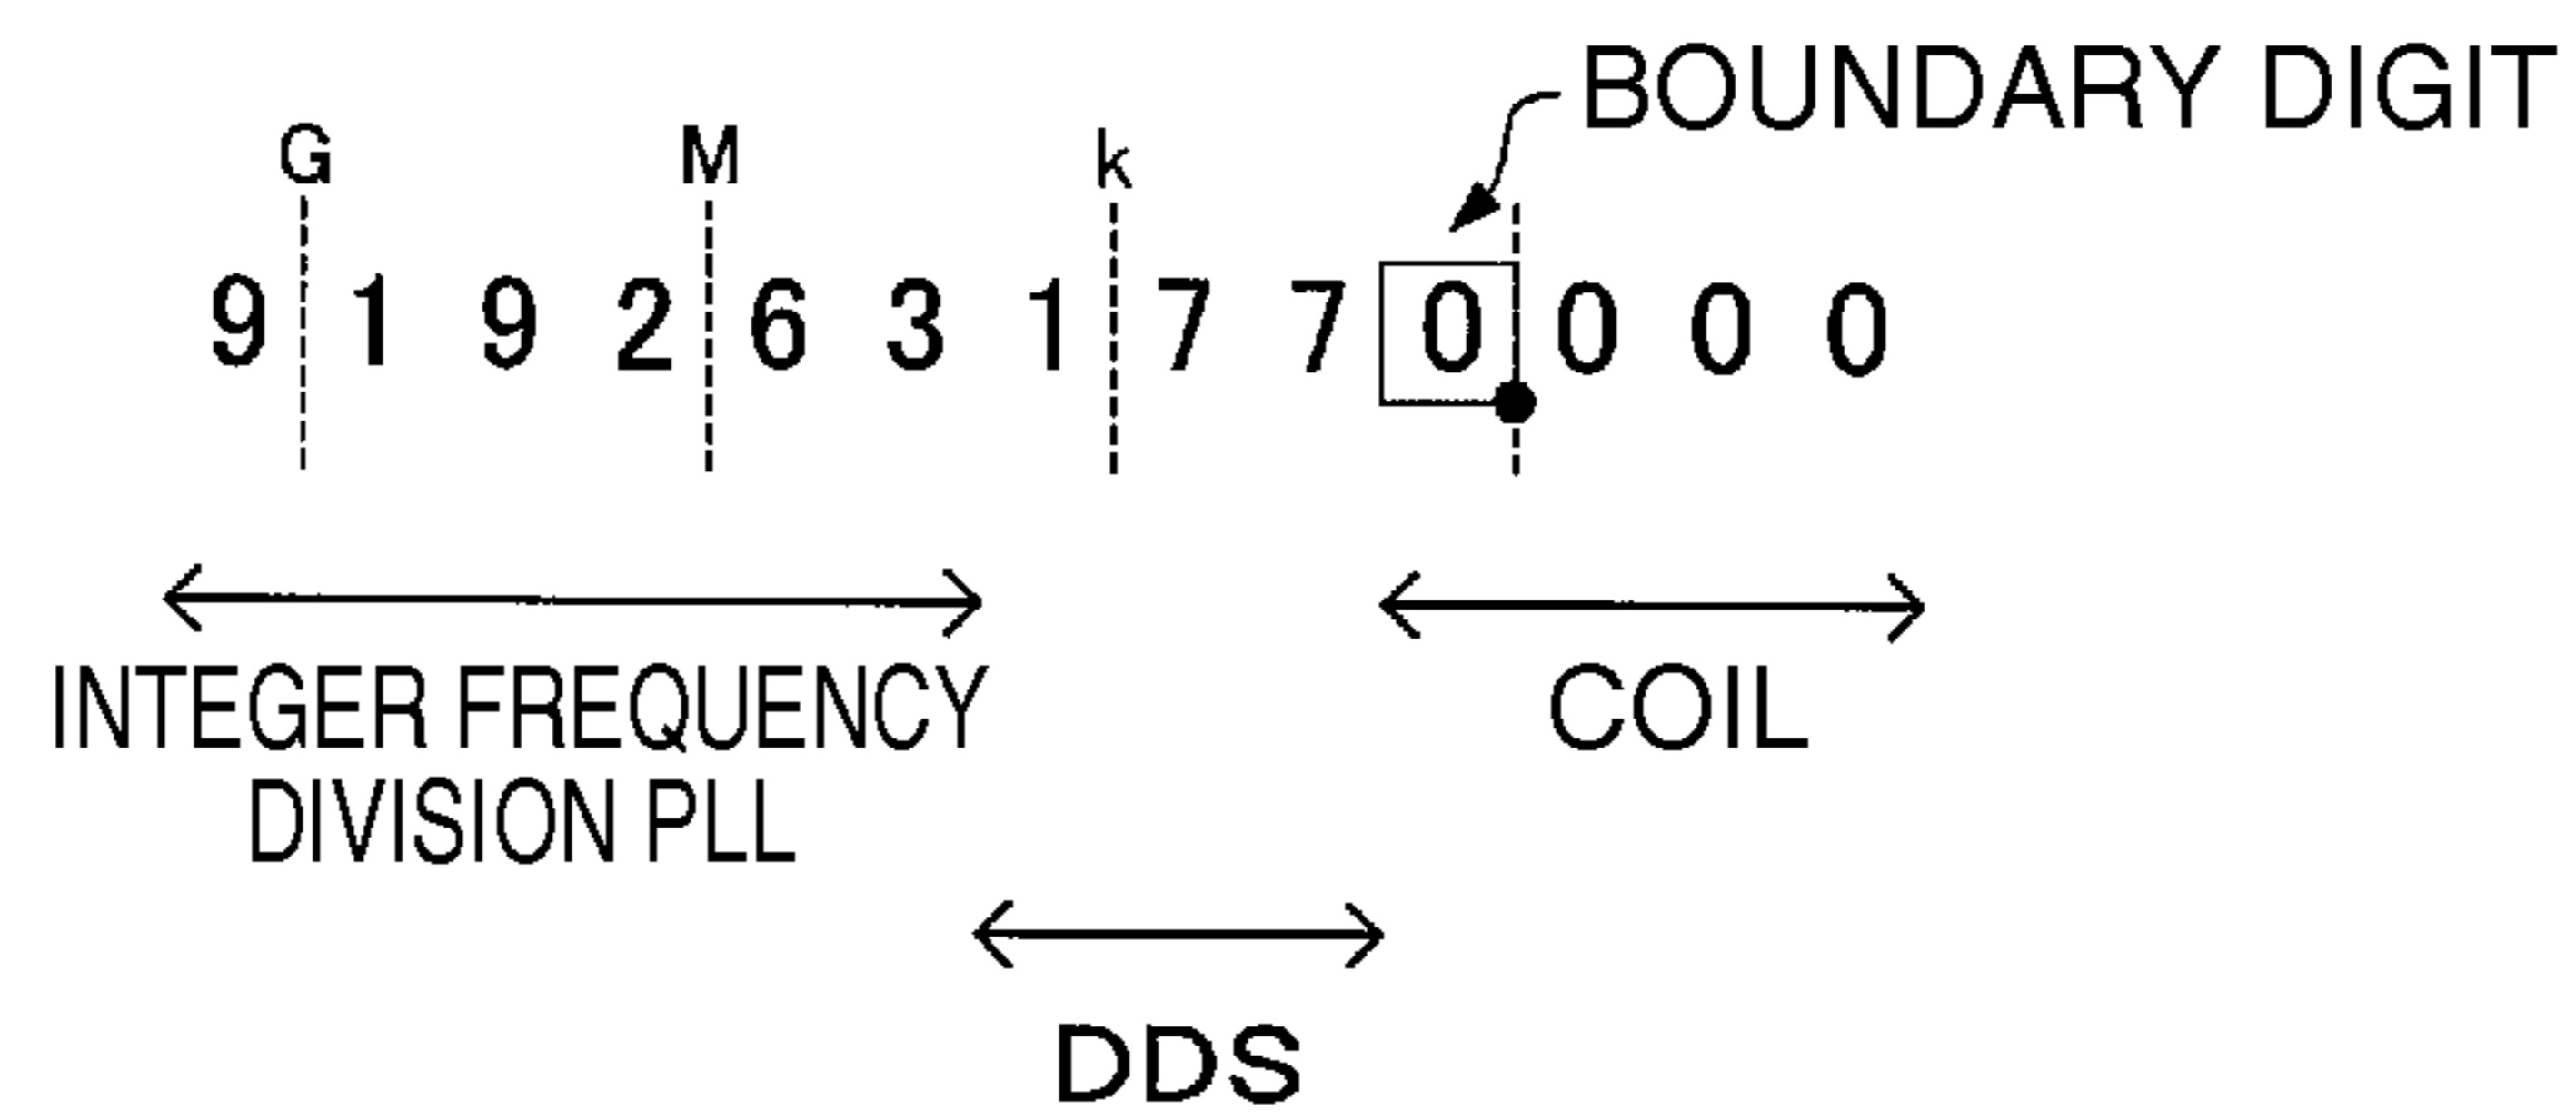 BOUNDARY DIGIT
G M k
9 1 9 2 6 3 1 7 7 0 0 0 0
INTEGER FREQUENCY
DIVISION PLL
COIL
DDS